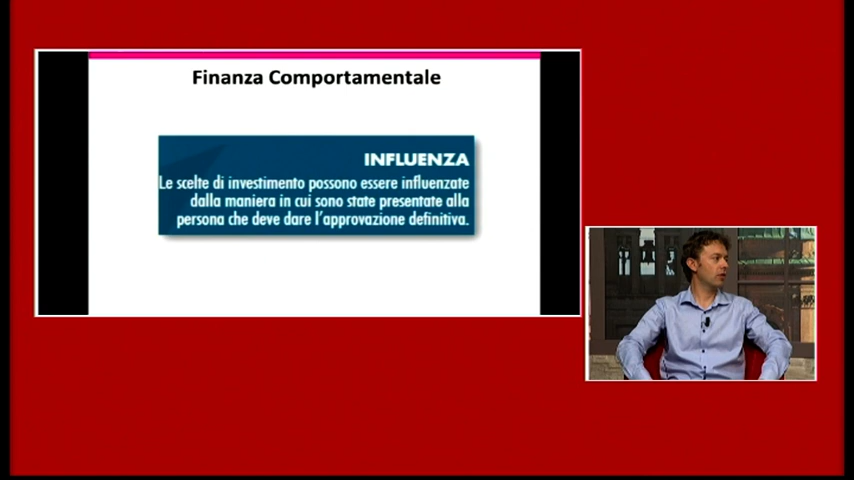 Finanza Comportamentale
INFLUENZA
Le scelte di investimento possono essere influenzate
dalla maniera in cui sono state presentate alla
persona che deve dare l'approvazione definitiva.